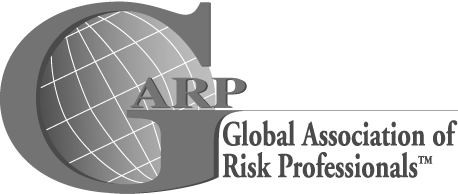 GARP
Global Association of
Risk Professionals™